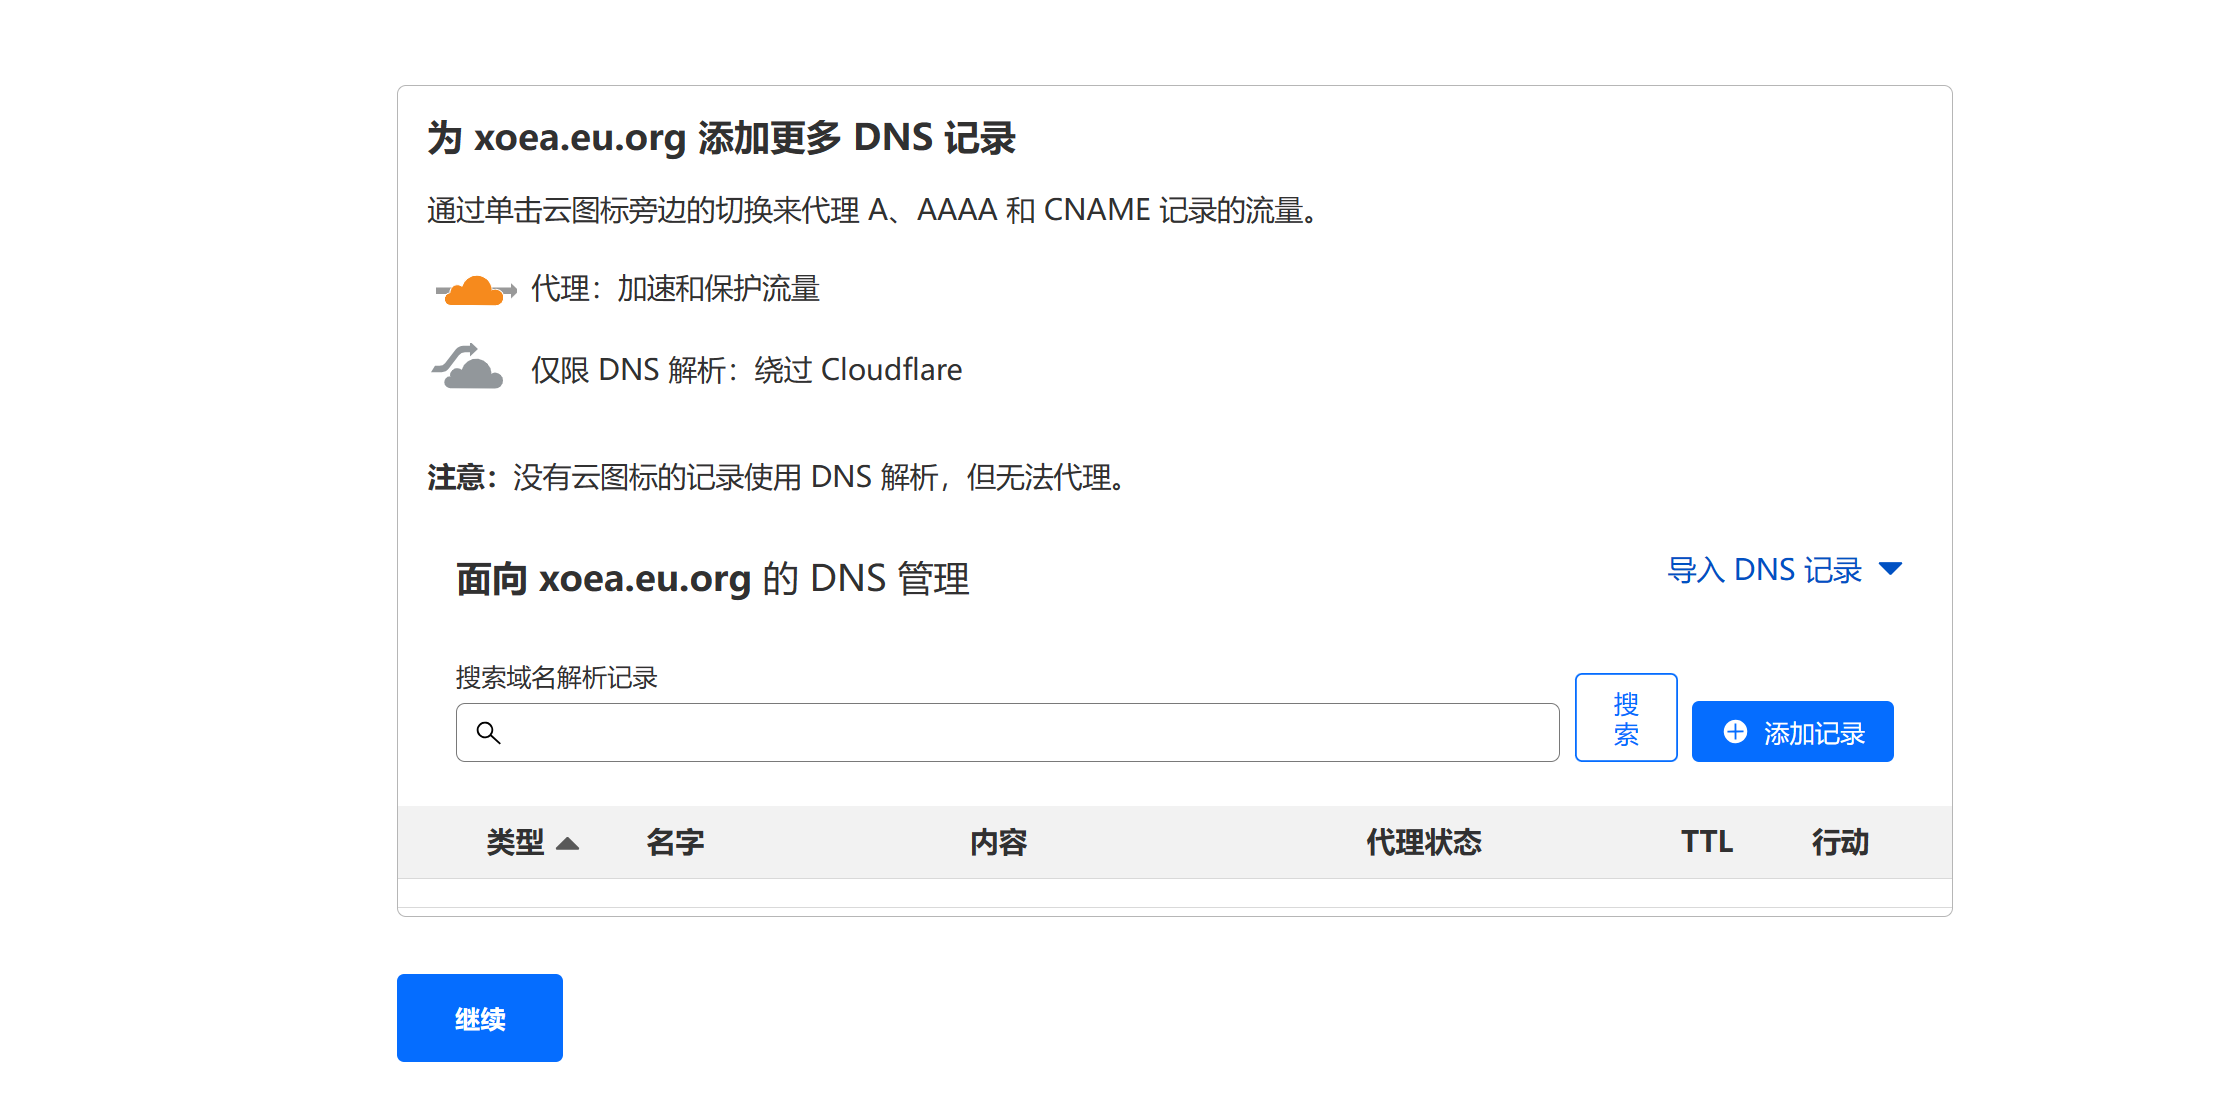 为 xoea.eu.org 添加更多 DNS 记录
通过单击云图标旁边的切换来代理 A、AAAA 和 CNAME 记录的流量。
代理：加速和保护流量
仅限 DNS 解析：绕过 Cloudflare
注意：没有云图标的记录使用 DNS 解析，但无法代理。
面向 xoea.eu.org 的 DNS 管理
导入 DNS 记录
搜索域名解析记录
搜
索
添加记录
类型 名字 内容 代理状态 TTL 行动
继续